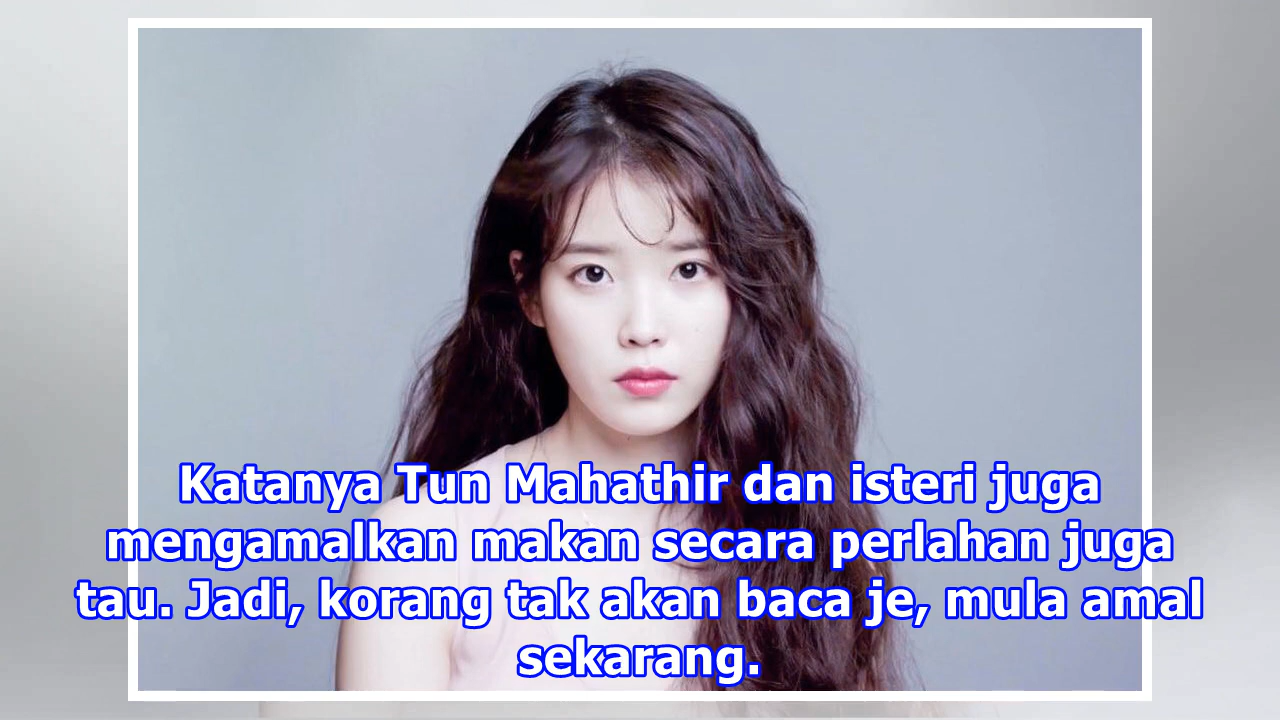 Katanya Tun Mahathir dan isteri juga
mengamalkan makan secara perlahan juga
tau. Jadi, korang tak akan baca je, mula amal
sekarang.